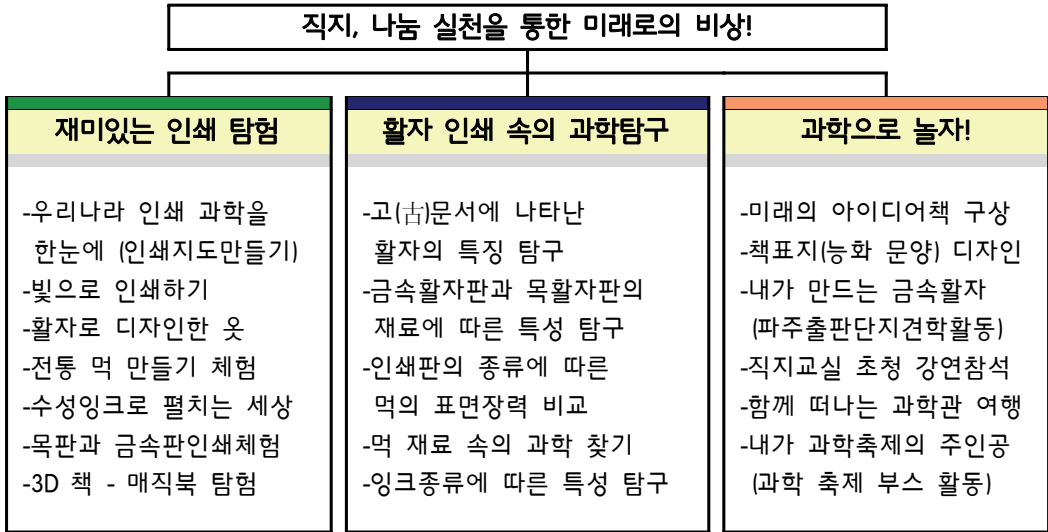 직지, 나눔 실천을 통한 미래로의 비상!
재미있는 인쇄 탐험
-우리나라 인쇄 과학을
한눈에 (인쇄지도만들기)
-빛으로 인쇄하기
-활자로 디자인한 옷
-전통 먹 만들기 체험
-수성잉크로 펼치는 세상
-목판과 금속판인쇄체험
-3D 책 - 매직북 탐험
활자 인쇄 속의 과학탐구
-고(古)문서에 나타난
활자의 특징 탐구
-금속활자판과 목활자판의
재료에 따른 특성 탐구
-인쇄판의 종류에 따른
먹의 표면장력 비교
-먹 재료 속의 과학 찾기
-잉크종류에 따른 특성 탐구
과학으로 놀자!
-미래의 아이디어책 구상
-책표지(능화 문양) 디자인
-내가 만드는 금속활자
(파주출판단지견학활동)
-직지교실 초청 강연참석
-함께 떠나는 과학관 여행
-내가 과학축제의 주인공
(과학 축제 부스 활동)